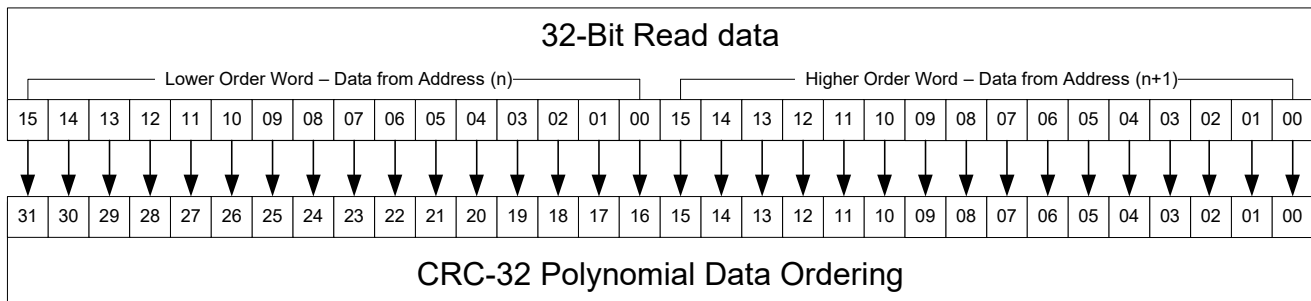 32-Bit Read data
Lower Order Word – Data from Address (n) Higher Order Word – Data from Address (n+1)
15 14 13 12 11 10 09 08 07 06 05 04 03 02 01 00 15 14 13 12 11 10 09 08 07 06 05 04 03 02 01 00
31 30 29 28 27 26 25 24 23 22 21 20 19 18 17 16 15 14 13 12 11 10 09 08 07 06 05 04 03 02 01 00
CRC-32 Polynomial Data Ordering